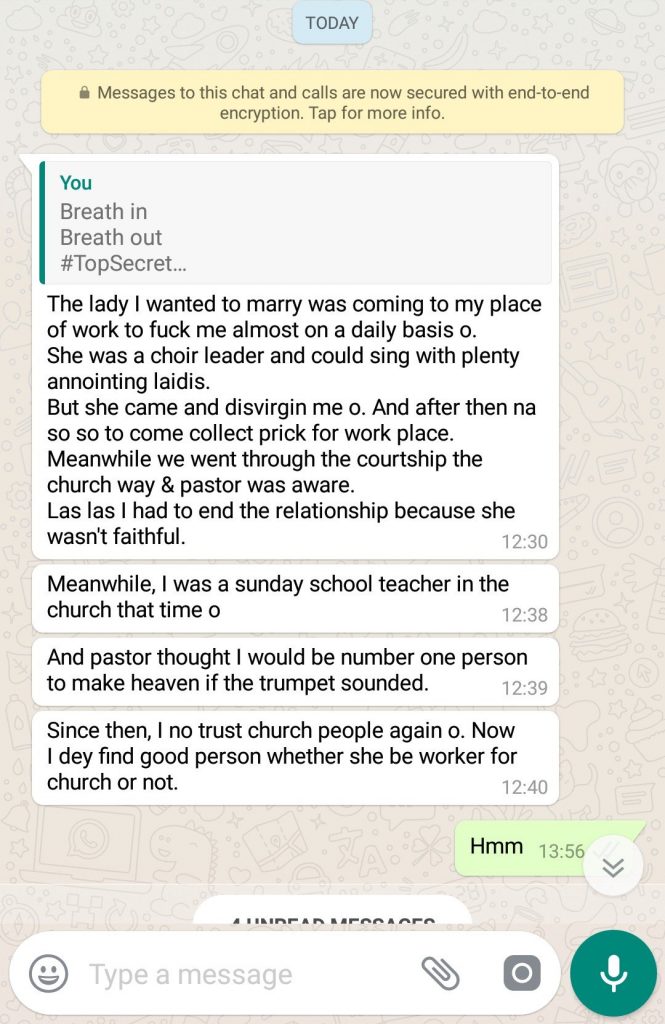 TODAY
Messages to this chat and calls are now secured with end-to-end
encryption. Tap for more info.
You
Breath in
Breath out
#TopSecret...
The lady I wanted to marry was coming to my place
of work to fuck me almost on a daily basis o.
She was a choir leader and could sing with plenty
annointing laidis.
But she came and disvirgin me o. And after then na
so so to come collect prick for work place.
Meanwhile we went through the courtship the
church way & pastor was aware.
Las las I had to end the relationship because she
wasn't faithful.
12:30
Meanwhile, I was a sunday school teacher in the
church that time o
12:38
And pastor thought I would be number one person
to make heaven if the trumpet sounded.
12:39
Since then, I no trust church people again o. Now
I dey find good person whether she be worker for
church or not.
12:40
Hmm 13:56
4 UNREAD MESSAGES
Type a message